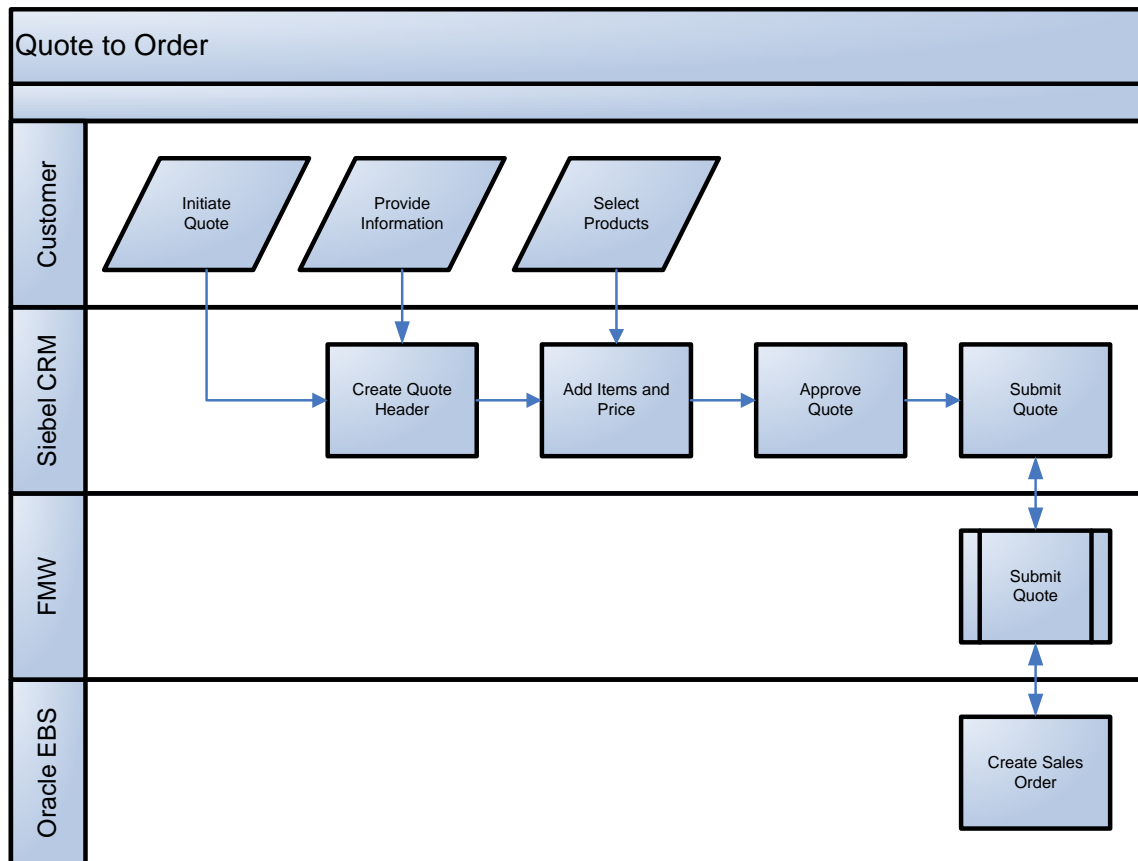 Quote to Order
Customer
Initiate
Quote
Provide
Information
Select
Products
Siebel CRM
Create Quote
Header
Add Items and
Price
Approve
Quote
Submit
Quote
FMW
Submit
Quote
Oracle EBS
Create Sales
Order